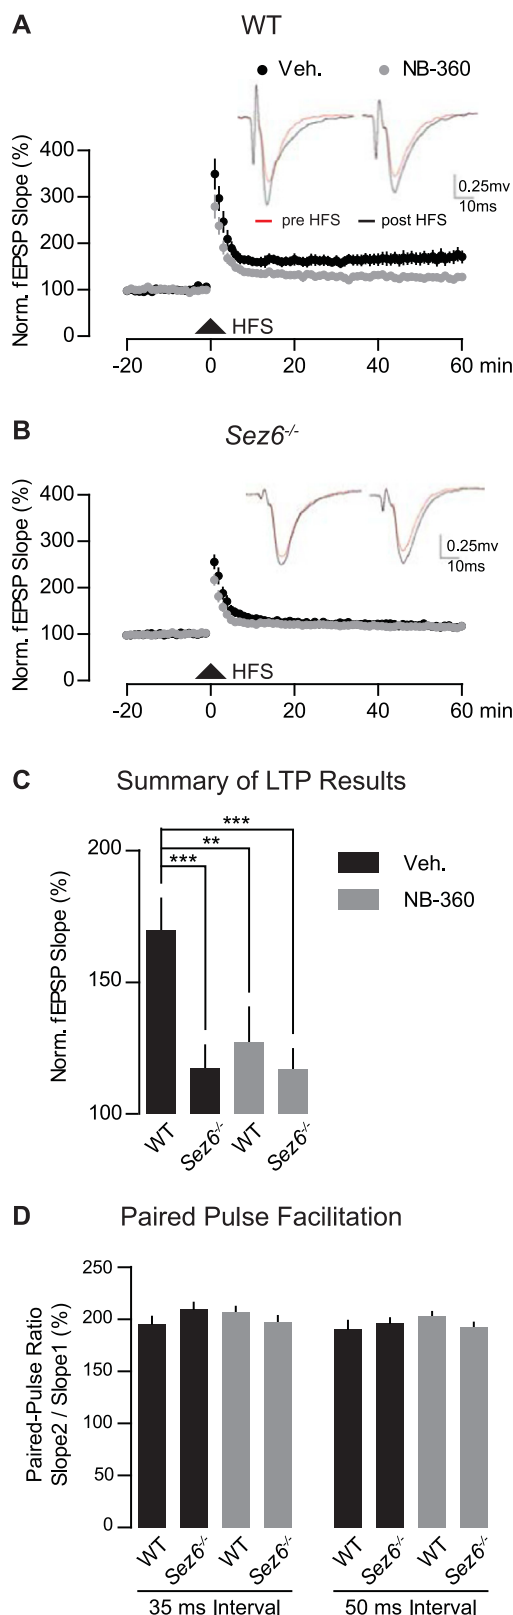 A
WT
Veh. NB-360
Norm. fEPSP Slope (%)
400
300
200
100
0
0.25mv
10ms
pre HFS post HFS
HFS
-20 0 20 40 60 min
B
Sez6-/-
Norm. fEPSP Slope (%)
400
300
200
100
0
0.25mv
10ms
HFS
-20 0 20 40 60 min
C
Summary of LTP Results
Norm. fEPSP Slope (%)
200
150
100
***
**
***
Veh.
NB-360
WT Sez6-/- WT Sez6-/-
D
Paired Pulse Facilitation
Paired-Pulse Ratio
Slope2 / Slope1 (%)
250
200
150
100
50
0
WT Sez6-/- WT Sez6-/- WT Sez6-/- WT Sez6-/-
35 ms Interval 50 ms Interval